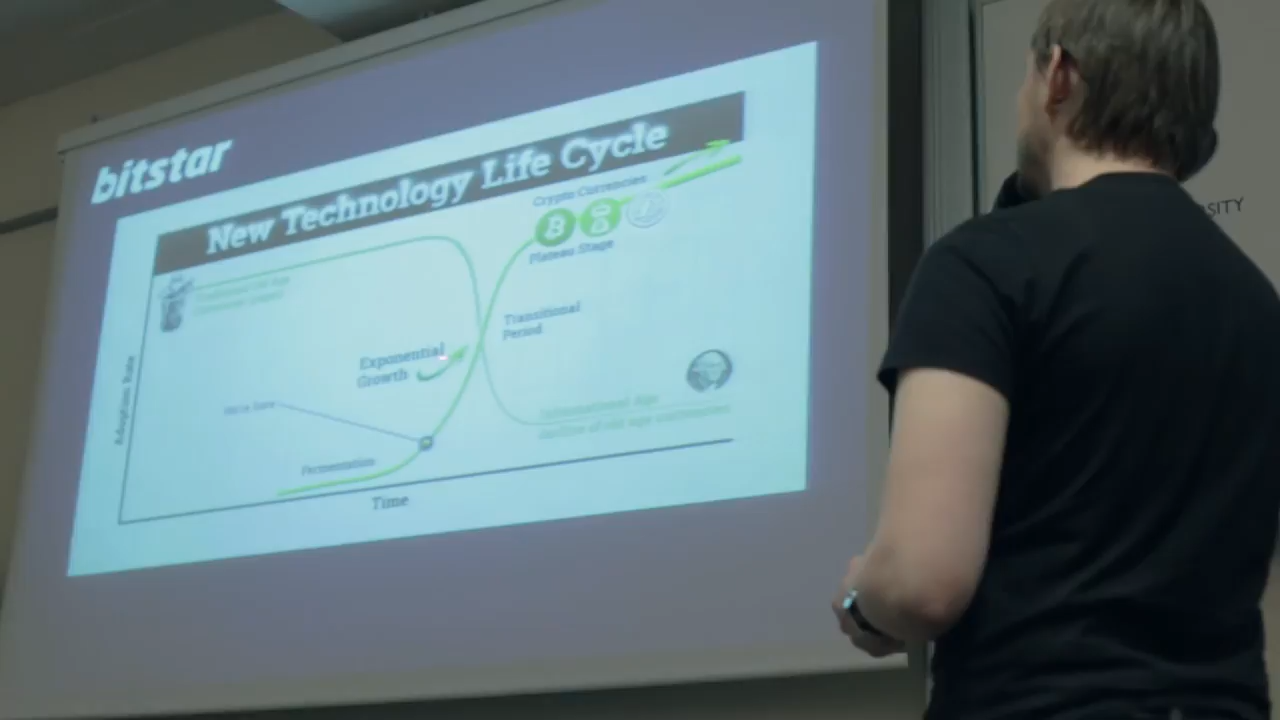 bitstar
New Technology Life Cycle
Crypto Currencies
Plateau Stage
Transitional
Period
Exponential
Growth
Adoption Rate
Fermentation
Time
SITY